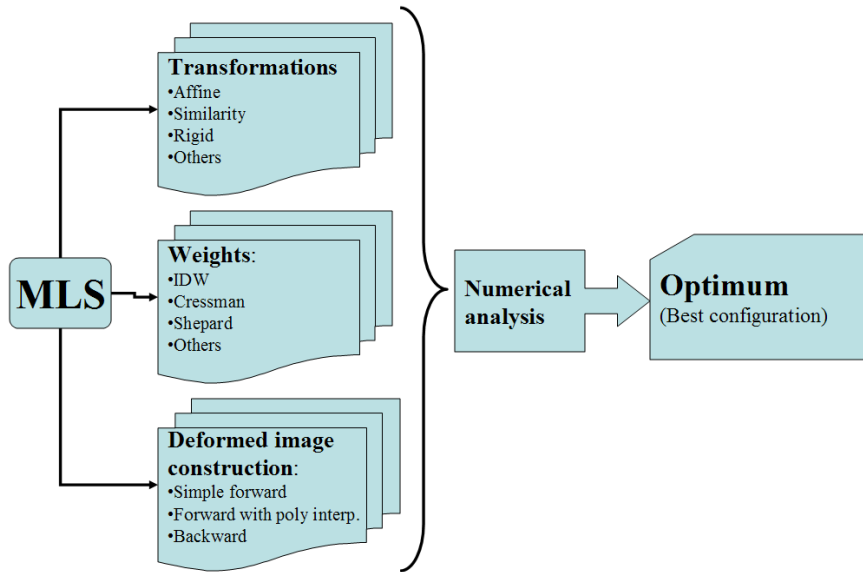 MLS
Transformations
•Affine
•Similarity
•Rigid
•Others
Weights:
•IDW
•Cressman
•Shepard
•Others
Deformed image
construction:
•Simple forward
•Forward with poly interp.
•Backward
Numerical
analysis
Optimum
(Best configuration)